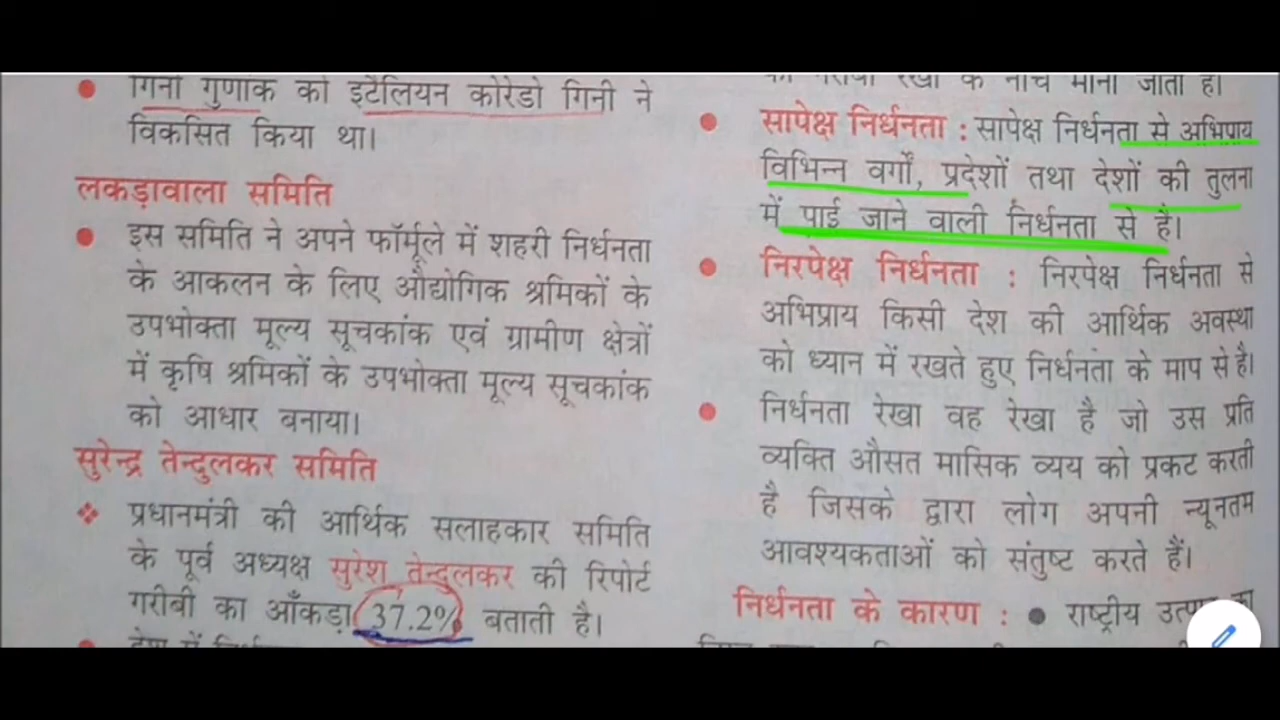 गिनी गुणांक को इटैलियन कोरेडो गिनी ने
विकसित किया था।
लकड़ावाला समिति
इस समिति ने अपने फॉर्मूले में शहरी निर्धनता
के आकलन के लिए औद्योगिक श्रमिकों के
उपभोक्ता मूल्य सूचकांक एवं ग्रामीण क्षेत्रों
में कृषि श्रमिकों के उपभोक्ता मूल्य सूचकांक
को आधार बनाया।
सुरेन्द्र तेन्दुलकर समिति
प्रधानमंत्री की आर्थिक सलाहकार समिति
के पूर्व अध्यक्ष सुरेश तेन्दुलकर की रिपोर्ट
गरीबी का आँकड़ा 37.2% बताती है।
देश में
रेखा के नीचे माना जाता है।
सापेक्ष निर्धनता : सापेक्ष निर्धनता से अभिप्राय
विभिन्न वर्गों, प्रदेशों तथा देशों की तुलना
में पाई जाने वाली निर्धनता से है।
निरपेक्ष निर्धनता : निरपेक्ष निर्धनता से
अभिप्राय किसी देश की आर्थिक अवस्था
को ध्यान में रखते हुए निर्धनता के माप से है।
निर्धनता रेखा वह रेखा है जो उस प्रति
व्यक्ति औसत मासिक व्यय को प्रकट करती
है जिसके द्वारा लोग अपनी न्यूनतम
आवश्यकताओं को संतुष्ट करते हैं।
निर्धनता के कारण : ● राष्ट्रीय